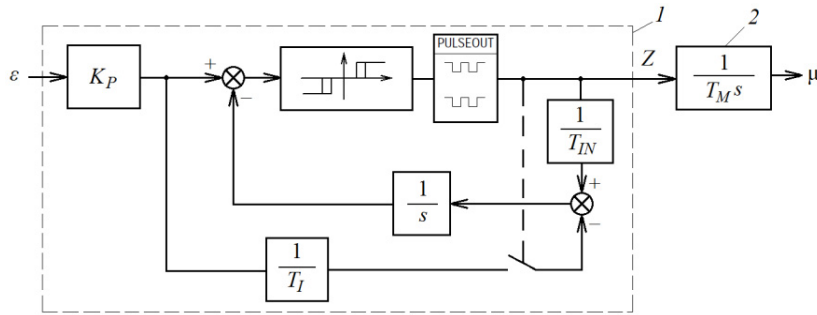 1
2
PULSEOUT
ε
K_P
+
−
Z
1
T_M s
μ
1
T_IN
+
−
1
s
1
T_I